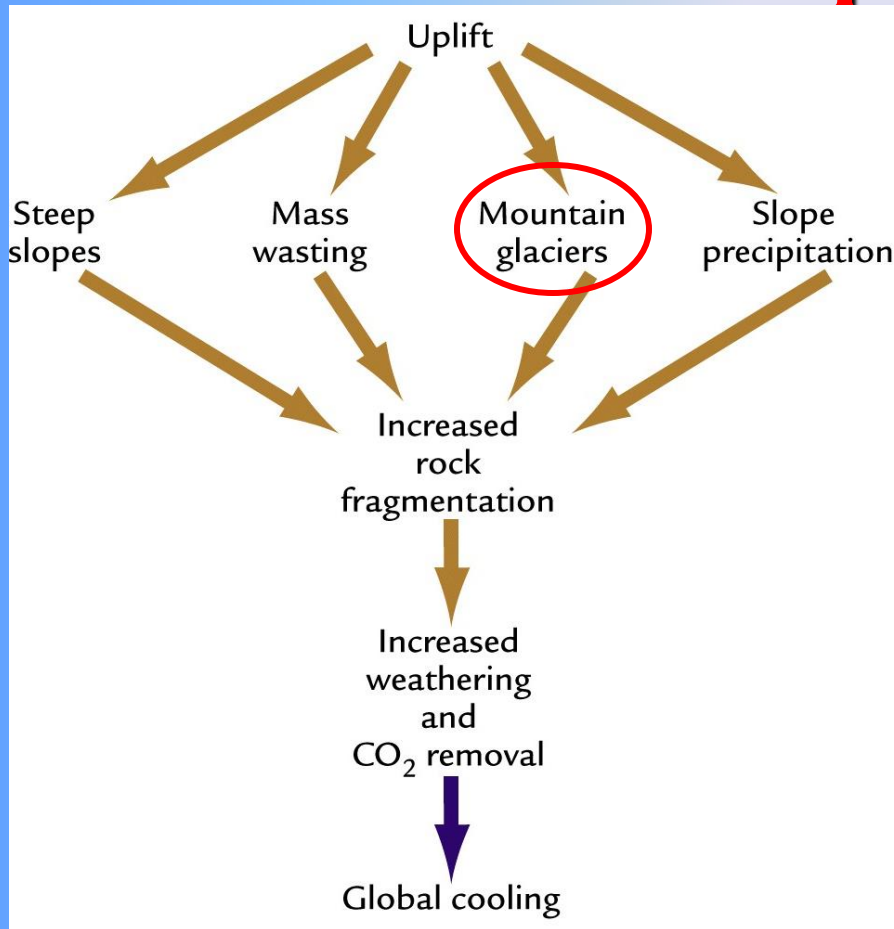 Uplift
Steep slopes
Mass wasting
Mountain glaciers
Slope precipitation
Increased
rock
fragmentation
Increased
weathering
and
CO₂ removal
Global cooling